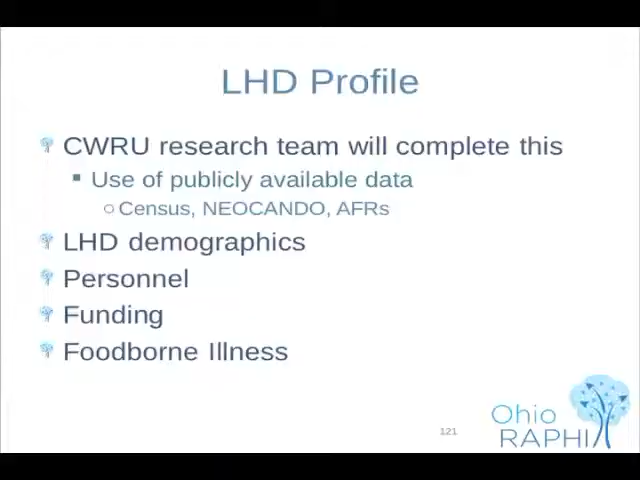 LHD Profile
CWRU research team will complete this
Use of publicly available data
Census, NEOCANDO, AFRs
LHD demographics
Personnel
Funding
Foodborne Illness
121
Ohio
RAPHI